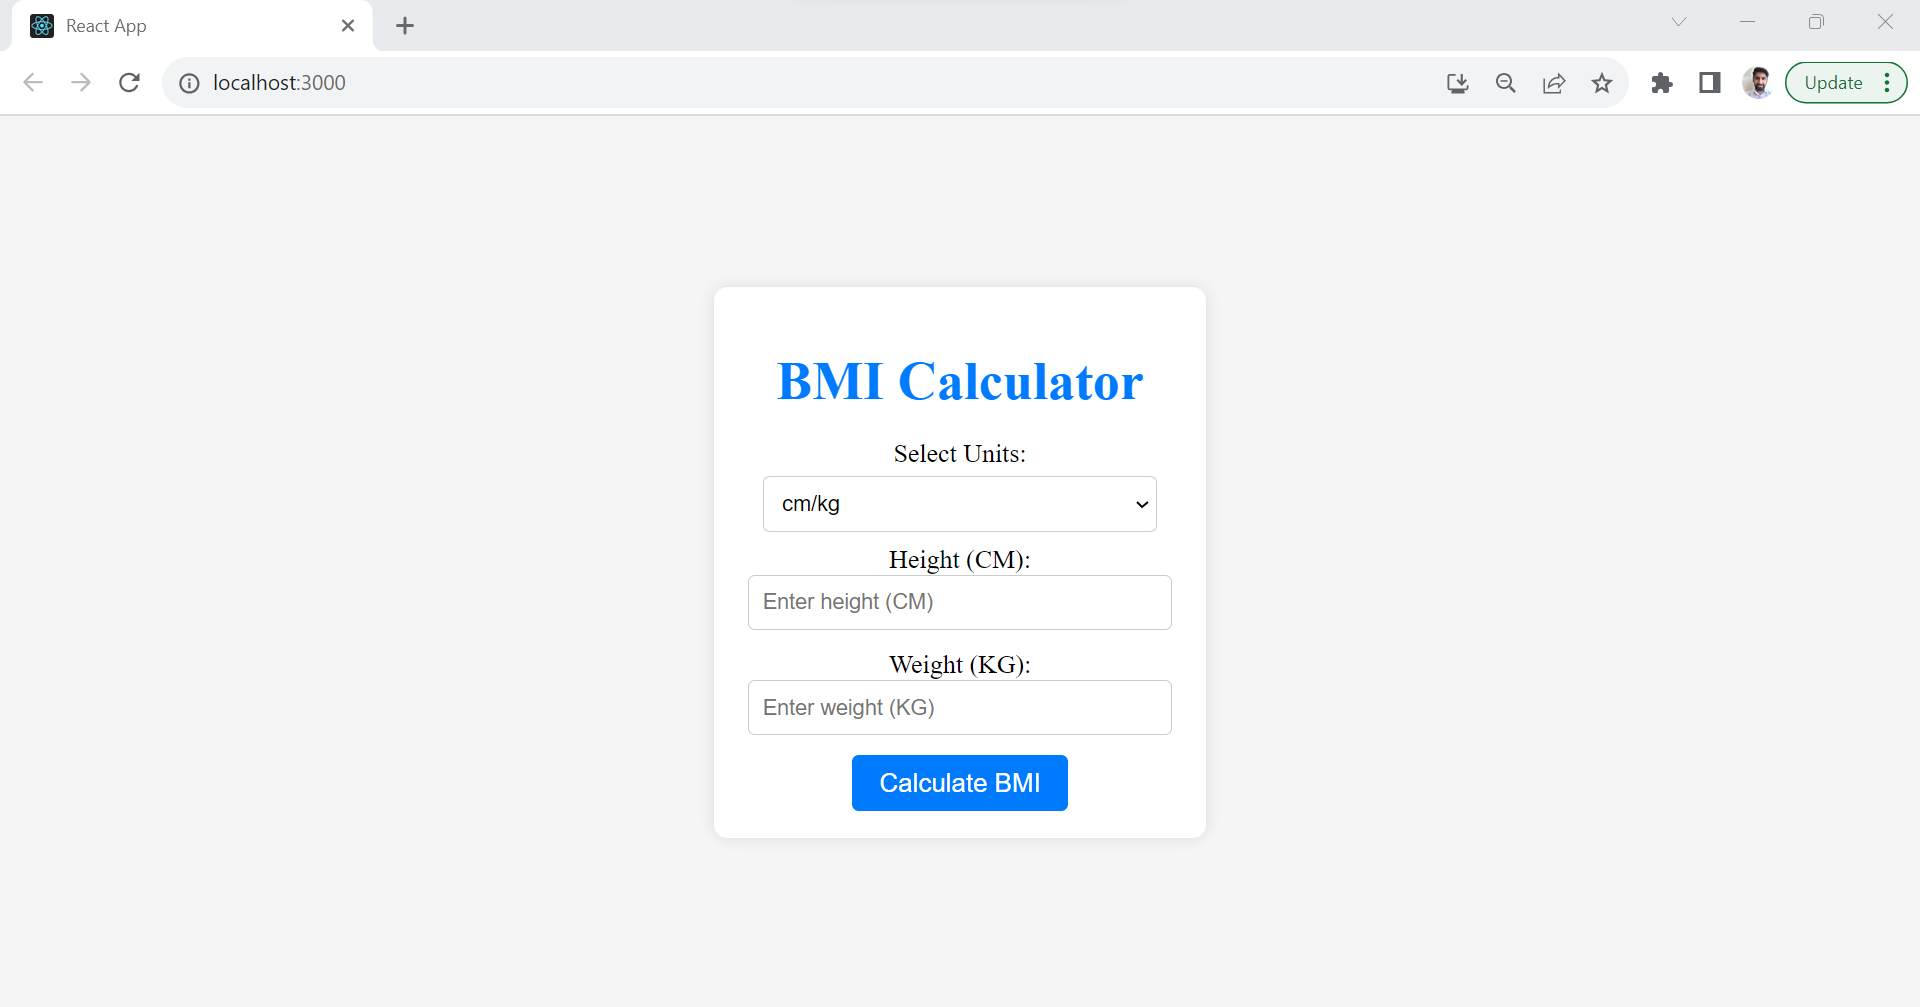 React App
localhost:3000
Update
BMI Calculator
Select Units:
cm/kg
Height (CM):
Enter height (CM)
Weight (KG):
Enter weight (KG)
Calculate BMI